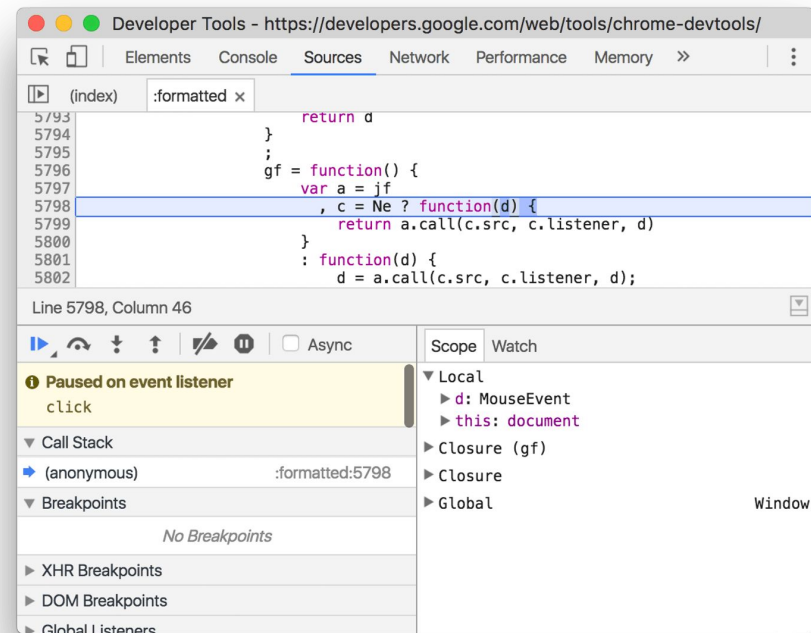 Developer Tools - https://developers.google.com/web/tools/chrome-devtools/
Elements Console Sources Network Performance Memory »
(index) :formatted ×
5793 return d
5794 }
5795 ;
5796 gf = function() {
5797 var a = jf
5798 , c = Ne ? function(d) {
5799 return a.call(c.src, c.listener, d)
5800 }
5801 : function(d) {
5802 d = a.call(c.src, c.listener, d);
Line 5798, Column 46
Async
Paused on event listener
click
Call Stack
(anonymous) :formatted:5798
Breakpoints
No Breakpoints
XHR Breakpoints
DOM Breakpoints
Global Listeners
Scope Watch
Local
d: MouseEvent
this: document
Closure (gf)
Closure
Global Window